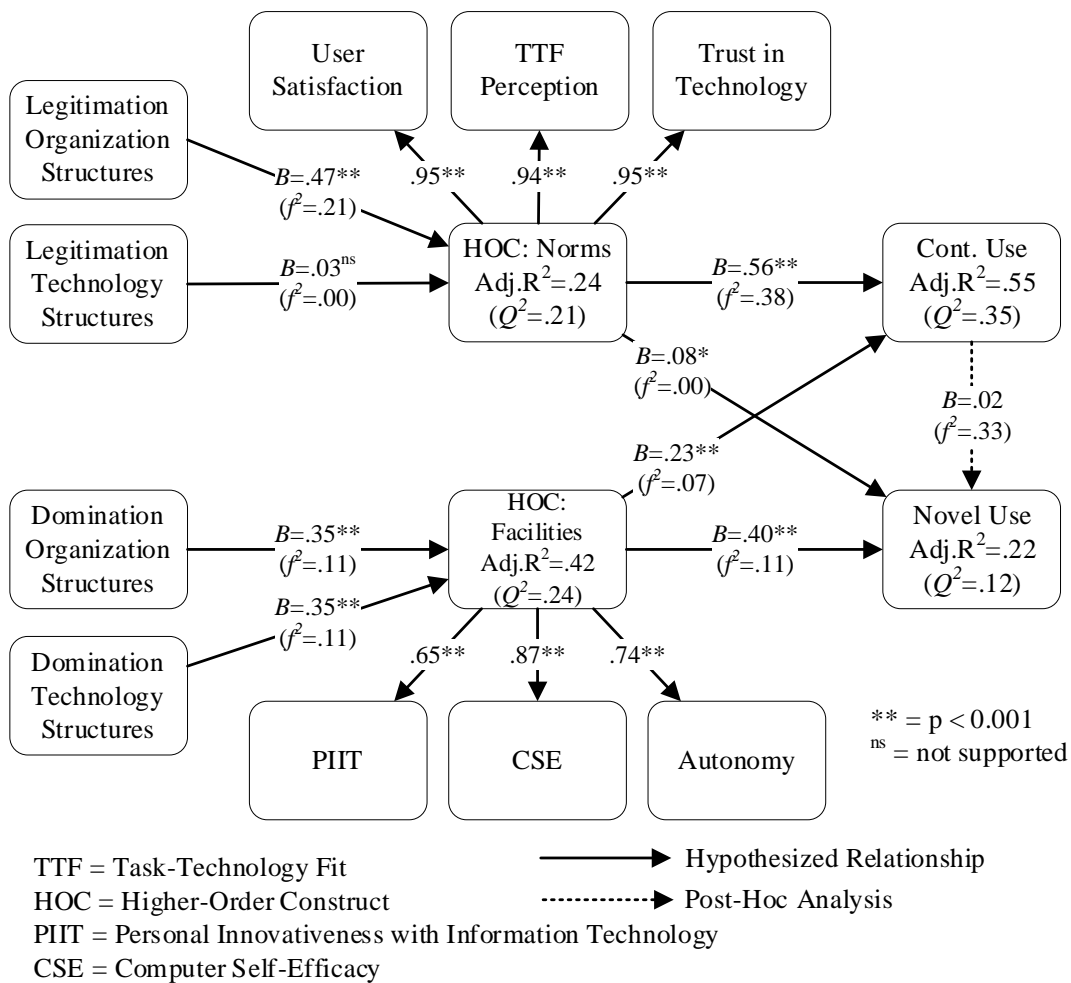 User
Satisfaction
TTF
Perception
Trust in
Technology
Legitimation
Organization
Structures
B=.47**
(f²=.21)
.95**
.94**
.95**
Legitimation
Technology
Structures
B=.03ns
(f²=.00)
HOC: Norms
Adj.R²=.24
(Q²=.21)
B=.56**
(f²=.38)
Cont. Use
Adj.R²=.55
(Q²=.35)
B=.08*
(f²=.00)
B=.02
(f²=.33)
B=.23**
(f²=.07)
Domination
Organization
Structures
B=.35**
(f²=.11)
HOC:
Facilities
Adj.R²=.42
(Q²=.24)
B=.40**
(f²=.11)
Novel Use
Adj.R²=.22
(Q²=.12)
B=.35**
(f²=.11)
Domination
Technology
Structures
.65**
.87**
.74**
PIIT
CSE
Autonomy
** = p < 0.001
ns = not supported
TTF = Task-Technology Fit
HOC = Higher-Order Construct
PIIT = Personal Innovativeness with Information Technology
CSE = Computer Self-Efficacy
Hypothesized Relationship
Post-Hoc Analysis